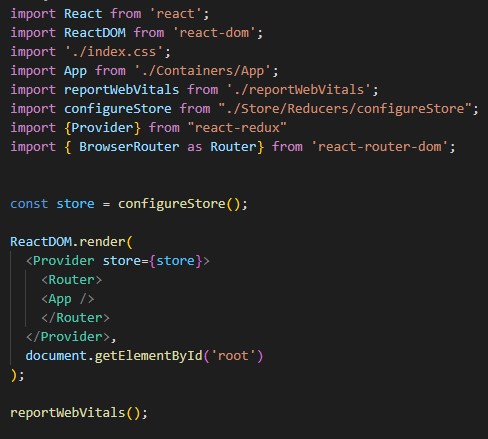 import React from 'react';
import ReactDOM from 'react-dom';
import './index.css';
import App from './Containers/App';
import reportWebVitals from './reportWebVitals';
import configureStore from "./Store/Reducers/configureStore";
import {Provider} from "react-redux"
import { BrowserRouter as Router} from 'react-router-dom';
const store = configureStore();
ReactDOM.render(
<Provider store={store}>
<Router>
<App />
</Router>
</Provider>,
document.getElementById('root')
);
reportWebVitals();